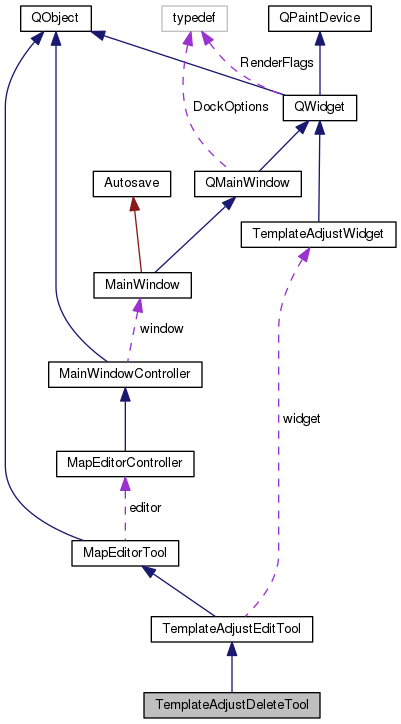 QObject
typedef
QPaintDevice
RenderFlags
DockOptions
QWidget
Autosave
QMainWindow
TemplateAdjustWidget
MainWindow
window
MainWindowController
widget
MapEditorController
editor
MapEditorTool
TemplateAdjustEditTool
TemplateAdjustDeleteTool